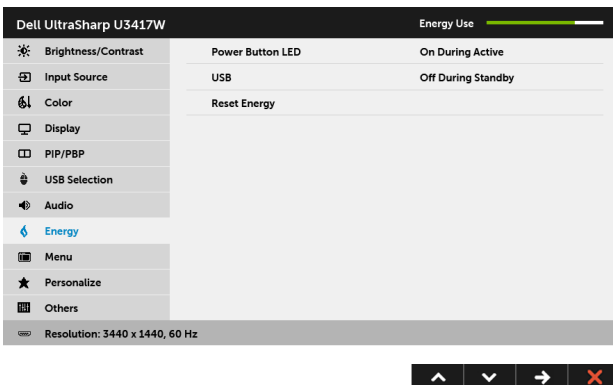 Dell UltraSharp U3417W Energy Use
Brightness/Contrast Power Button LED On During Active
Input Source USB Off During Standby
Color Reset Energy
Display
PIP/PBP
USB Selection
Audio
Energy
Menu
Personalize
Others
Resolution: 3440 x 1440, 60 Hz